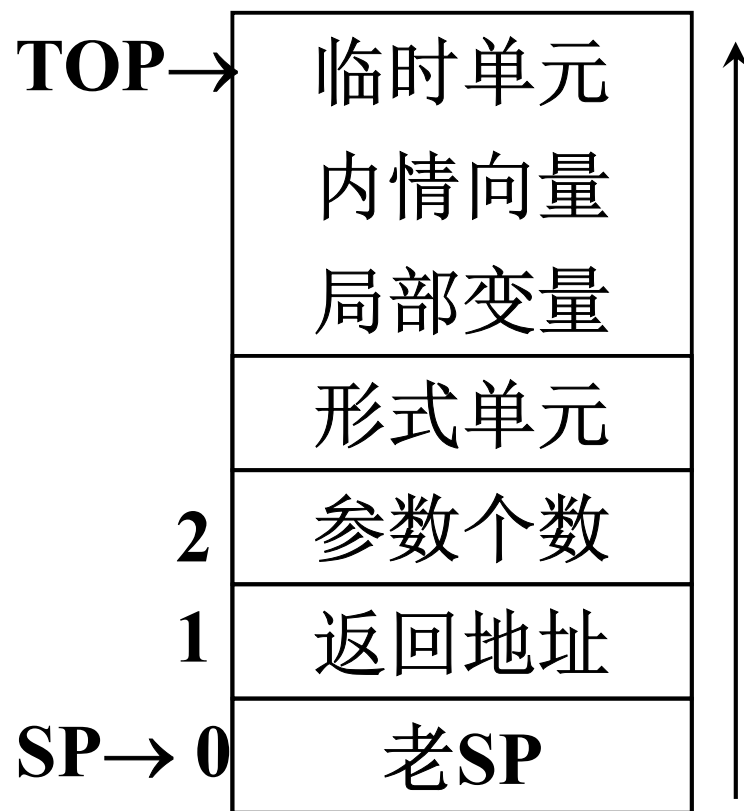 TOP→ 临时单元
内情向量
局部变量
形式单元
2 参数个数
1 返回地址
SP→ 0 老SP